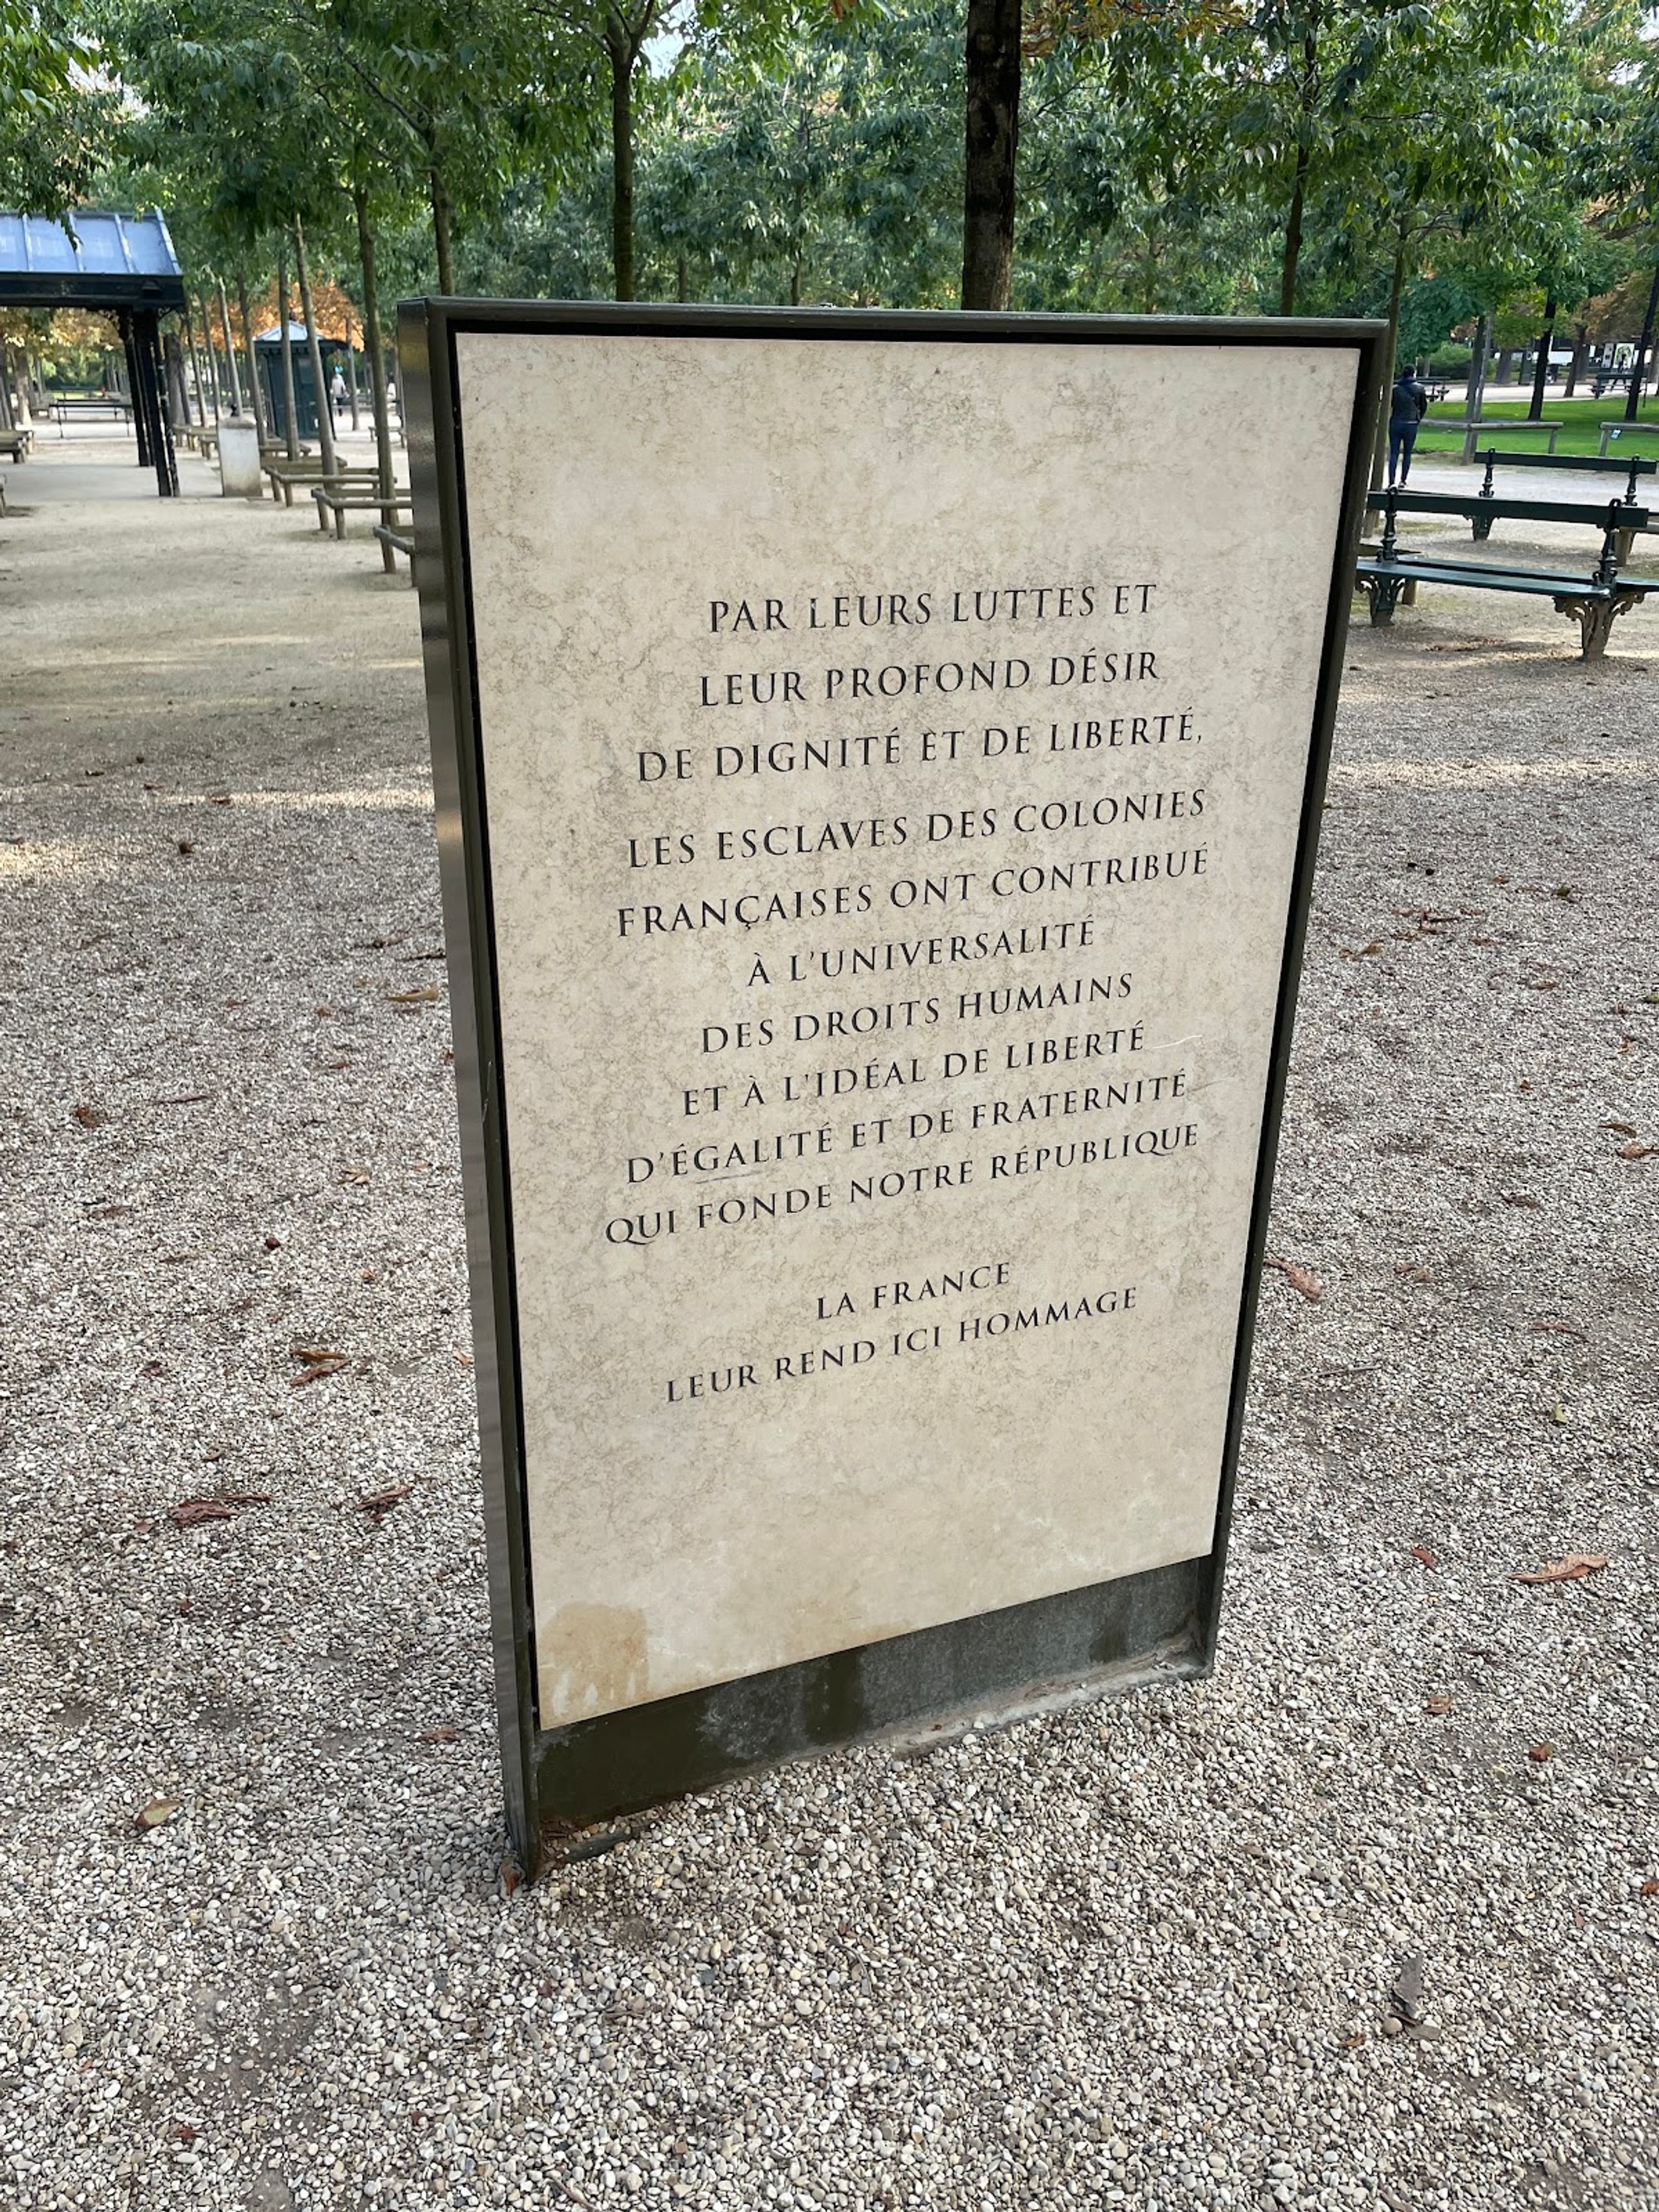 PAR LEURS LUTTES ET
LEUR PROFOND DÉSIR
DE DIGNITÉ ET DE LIBERTÉ,
LES ESCLAVES DES COLONIES
FRANÇAISES ONT CONTRIBUÉ
À L'UNIVERSALITÉ
DES DROITS HUMAINS
ET À L'IDÉAL DE LIBERTÉ
D'ÉGALITÉ ET DE FRATERNITÉ
QUI FONDE NOTRE RÉPUBLIQUE
LA FRANCE
LEUR REND ICI HOMMAGE